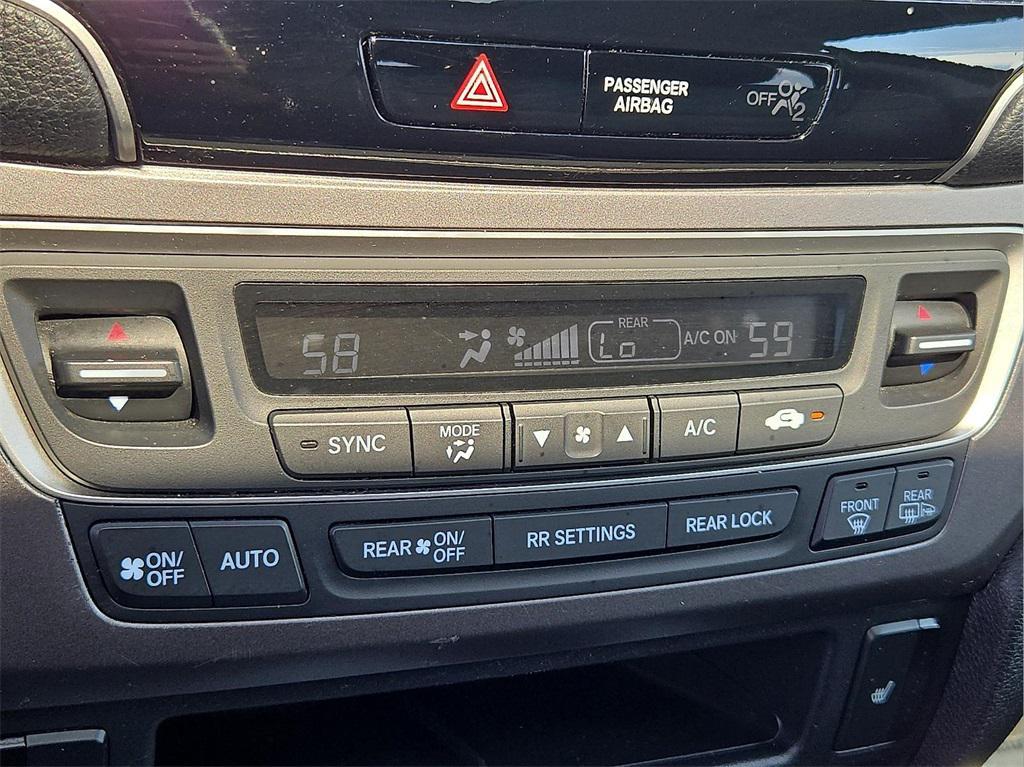 PASSENGER
AIRBAG
OFF 2
58
REAR
Lo
A/C ON
59
SYNC
MODE
A/C
ON/
OFF
AUTO
REAR ON/
OFF
RR SETTINGS
REAR LOCK
FRONT
REAR